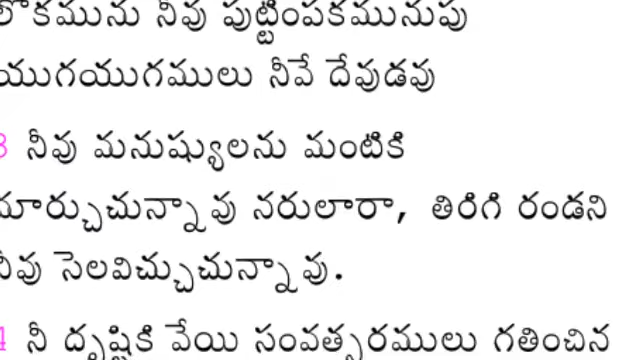 లోకమును నీవు పుట్టింపకమునుపు
యుగయుగములు నీవే దేవుడవు
3 నీవు మనుష్యులను మంటికి
మార్చుచున్నావు నరులారా, తిరిగి రండని
నీవు సెలవిచ్చుచున్నావు.
4 నీ దృష్టికి వేయి సంవత్సరములు గతించిన